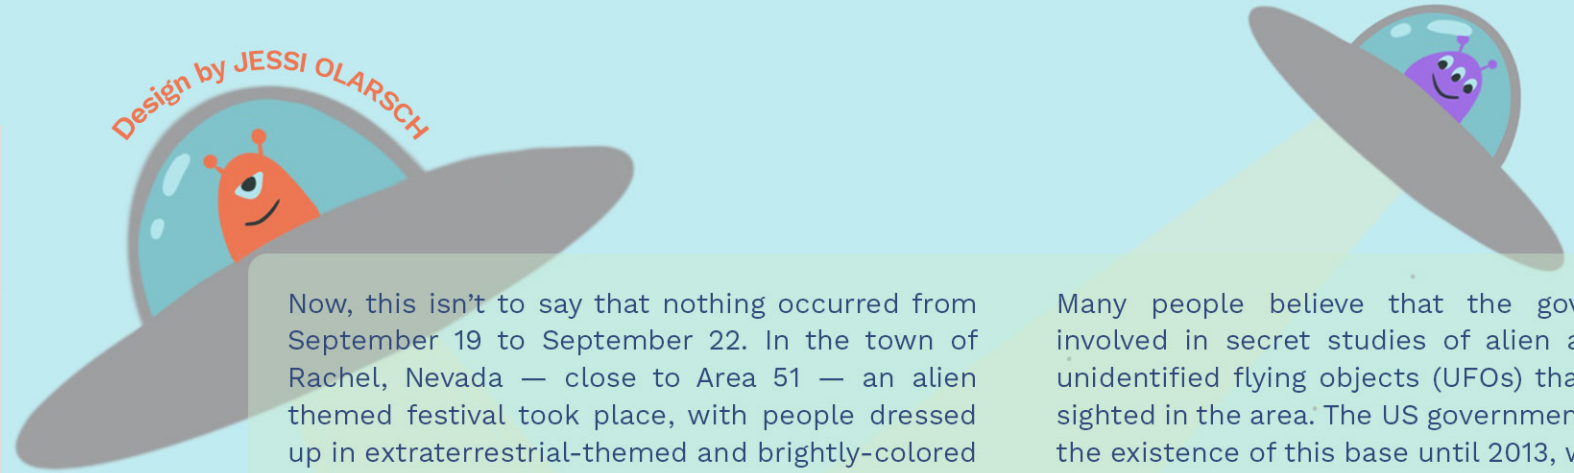 Design by JESSI OLARSCH
Now, this isn’t to say that nothing occurred from
September 19 to September 22. In the town of
Rachel, Nevada — close to Area 51 — an alien
themed festival took place, with people dressed
up in extraterrestrial-themed and brightly-colored
Many people believe that the
involved in secret studies of alien
unidentified flying objects (UFOs)
sighted in the area. The US
the existence of this base until 2013,